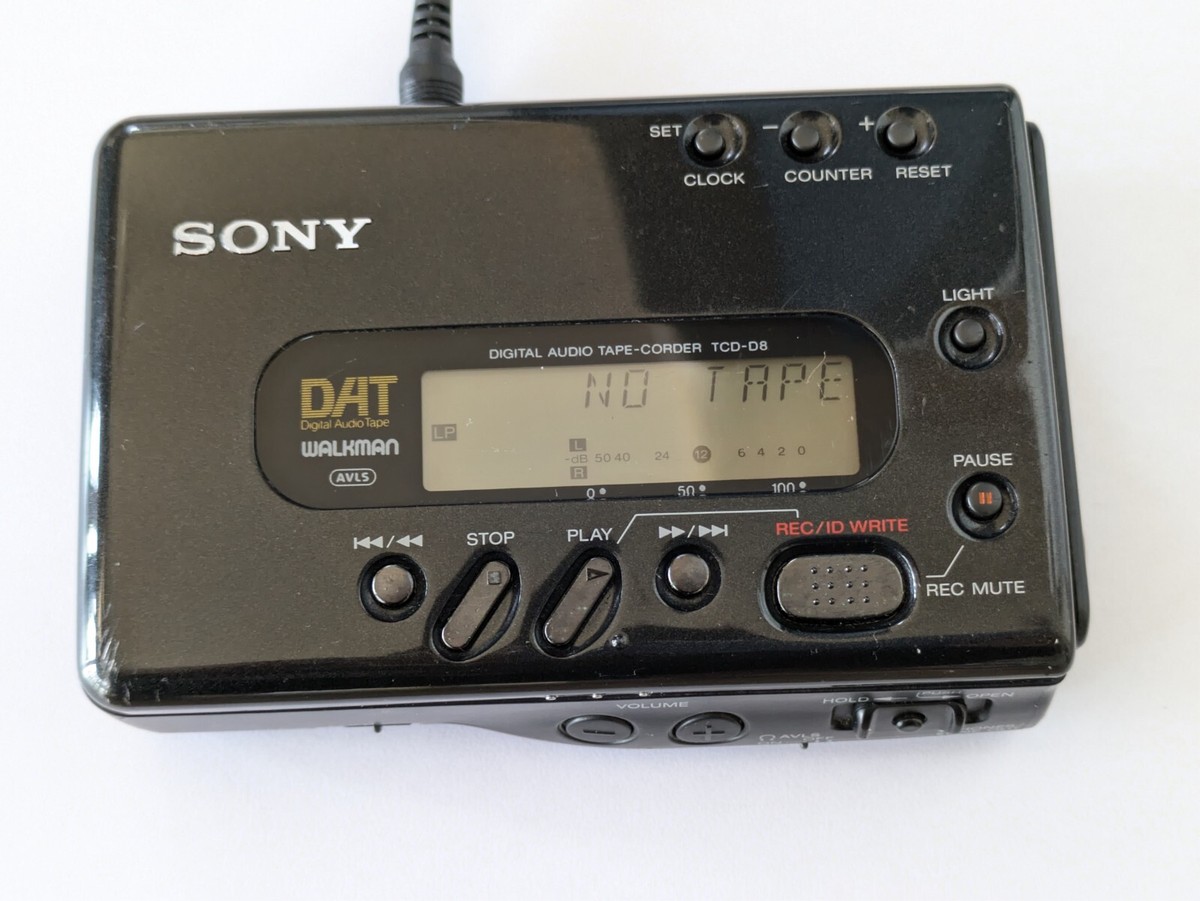 SET - +
CLOCK COUNTER RESET
SONY
LIGHT
DIGITAL AUDIO TAPE-CORDER TCD-D8
DAT
Digital Audio Tape
WALKMAN
AVLS
NO TAPE
LP
L
-dB 50 40 24 12 6 4 2 0
R
0 50 100
PAUSE
STOP PLAY REC/ID WRITE
REC MUTE
VOLUME
- +
HOLD OPEN
AVLS